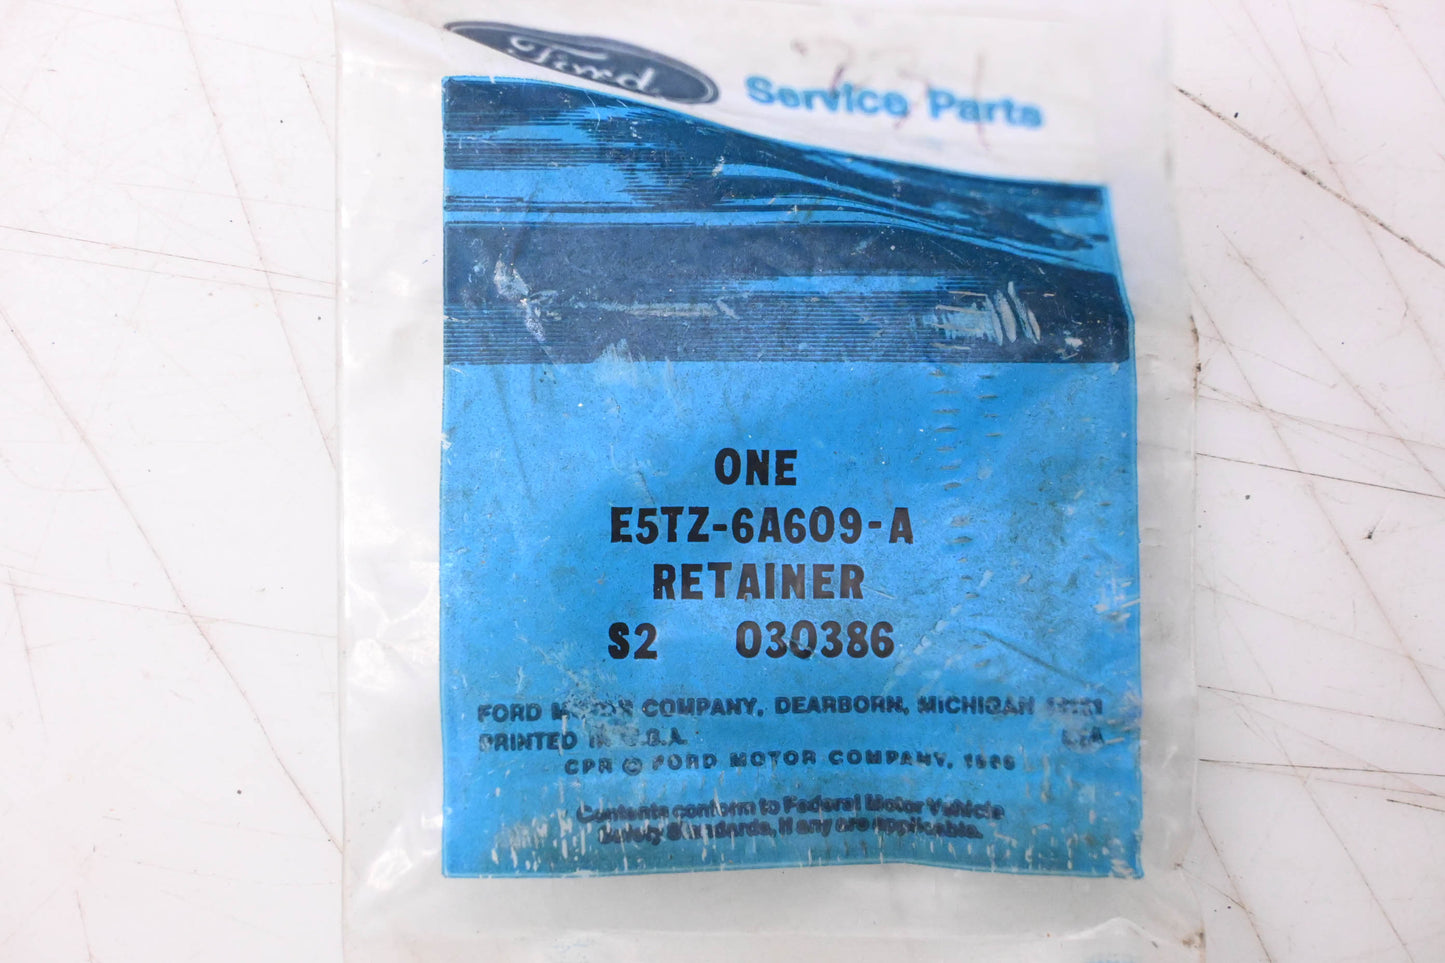 Ford
Service Parts
ONE
E5TZ-6A609-A
RETAINER
S2 030386
FORD MOTOR COMPANY, DEARBORN, MICHIGAN
PRINTED IN U.S.A.
CPR © FORD MOTOR COMPANY,
Contents conform to Federal Motor Vehicle
Safety Standards, if any are applicable.